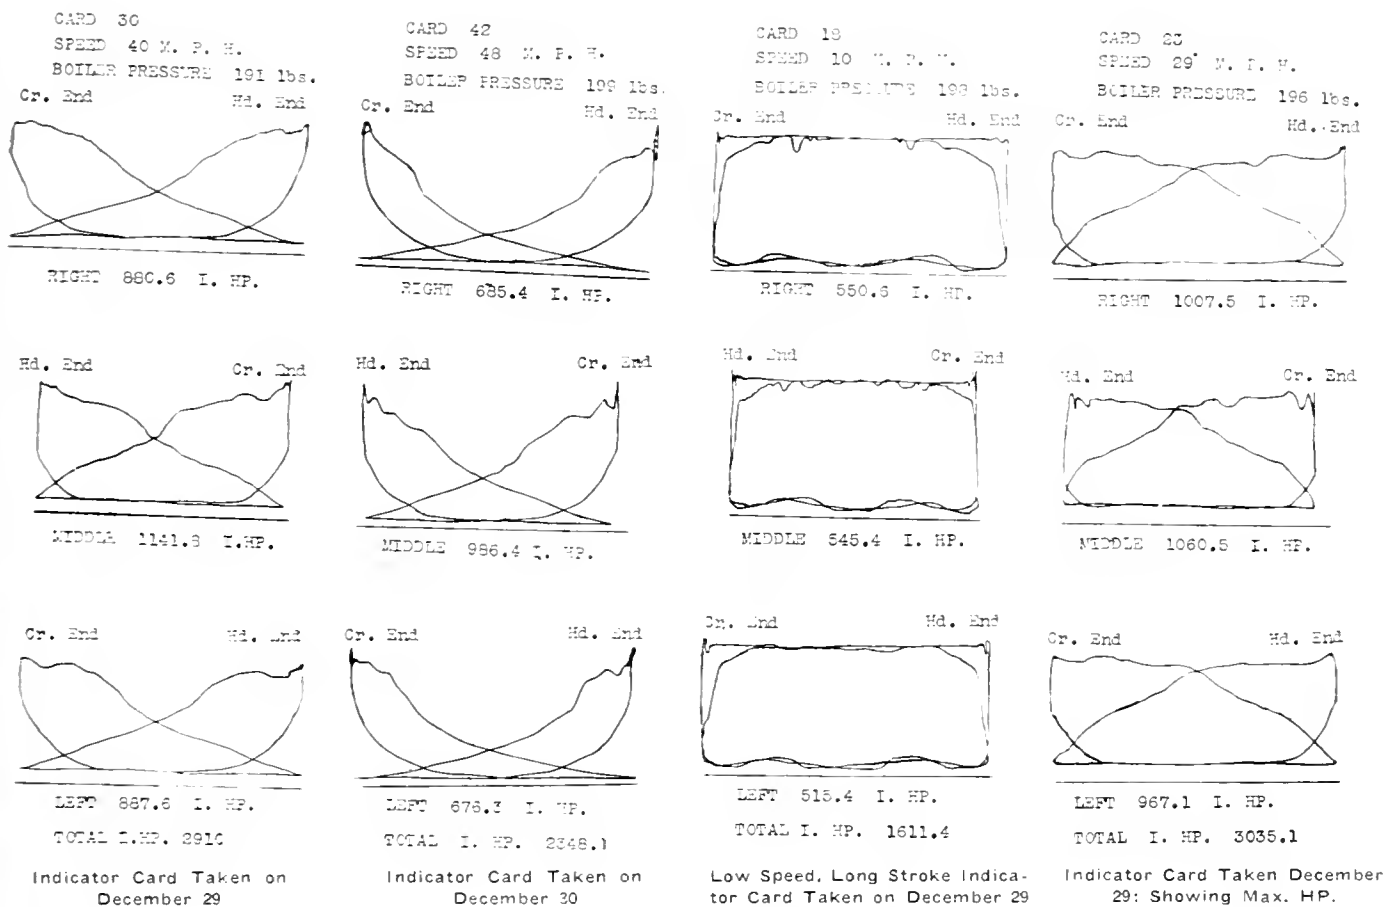 CARD 30
SPEED 40 M. P. H.
BOILER PRESSURE 191 lbs.
Cr. End Hd. End
RIGHT 880.6 I. HP.
Hd. End Cr. End
MIDDLE 1141.8 I.HP.
Cr. End Hd. End
LEFT 887.6 I. HP.
TOTAL I.HP. 2910
Indicator Card Taken on
December 29
CARD 42
SPEED 48 M. P. H.
BOILER PRESSURE 199 lbs.
Cr. End Hd. End
RIGHT 685.4 I. HP.
Hd. End Cr. End
MIDDLE 986.4 I. HP.
Cr. End Hd. End
LEFT 676.3 I. HP.
TOTAL I. HP. 2348.1
Indicator Card Taken on
December 30
CARD 18
SPEED 10 M. P. H.
BOILER PRESSURE 198 lbs.
Cr. End Hd. End
RIGHT 550.6 I. HP.
Hd. End Cr. End
MIDDLE 545.4 I. HP.
Cr. End Hd. End
LEFT 515.4 I. HP.
TOTAL I. HP. 1611.4
Low Speed, Long Stroke Indica-
tor Card Taken on December 29
CARD 23
SPEED 29 M. P. H.
BOILER PRESSURE 196 lbs.
Cr. End Hd. End
RIGHT 1007.5 I. HP.
Hd. End Cr. End
MIDDLE 1060.5 I. HP.
Cr. End Hd. End
LEFT 967.1 I. HP.
TOTAL I. HP. 3035.1
Indicator Card Taken December
29: Showing Max. HP.